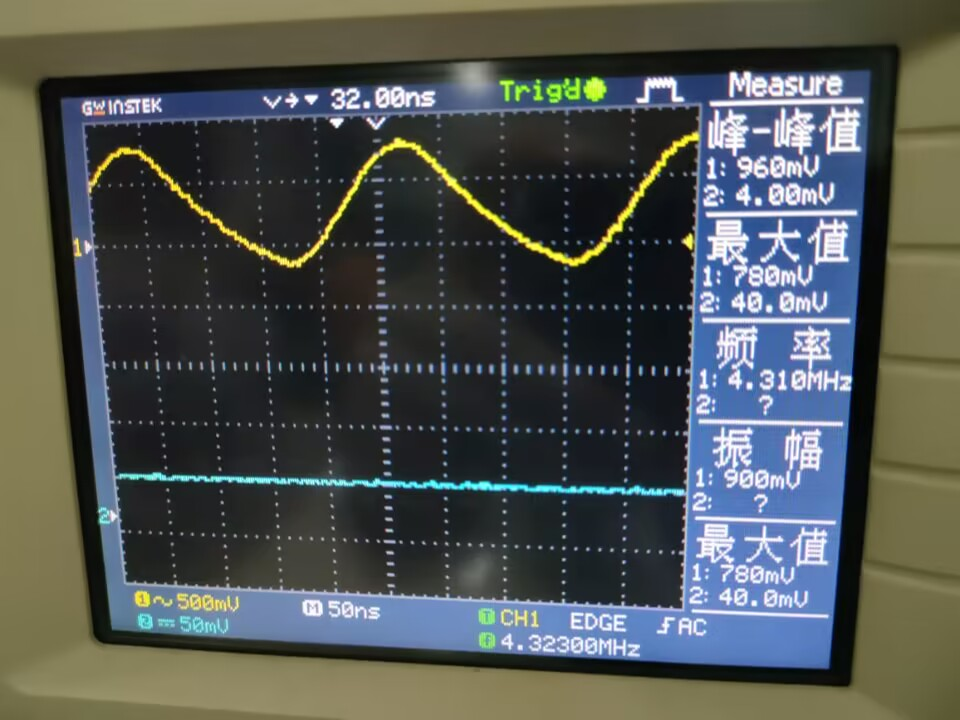 GW INSTEK 32.00ns Trig'd Measure
峰-峰值
1: 960mV
2: 4.00mV
最大值
1: 780mV
2: 40.0mV
频 率
1: 4.310MHz
2: ?
振 幅
1: 900mV
2: ?
最大值
1: 780mV
2: 40.0mV
1
2
1 500mV M 50ns T CH1 EDGE AC
2 50mV f 4.32300MHz